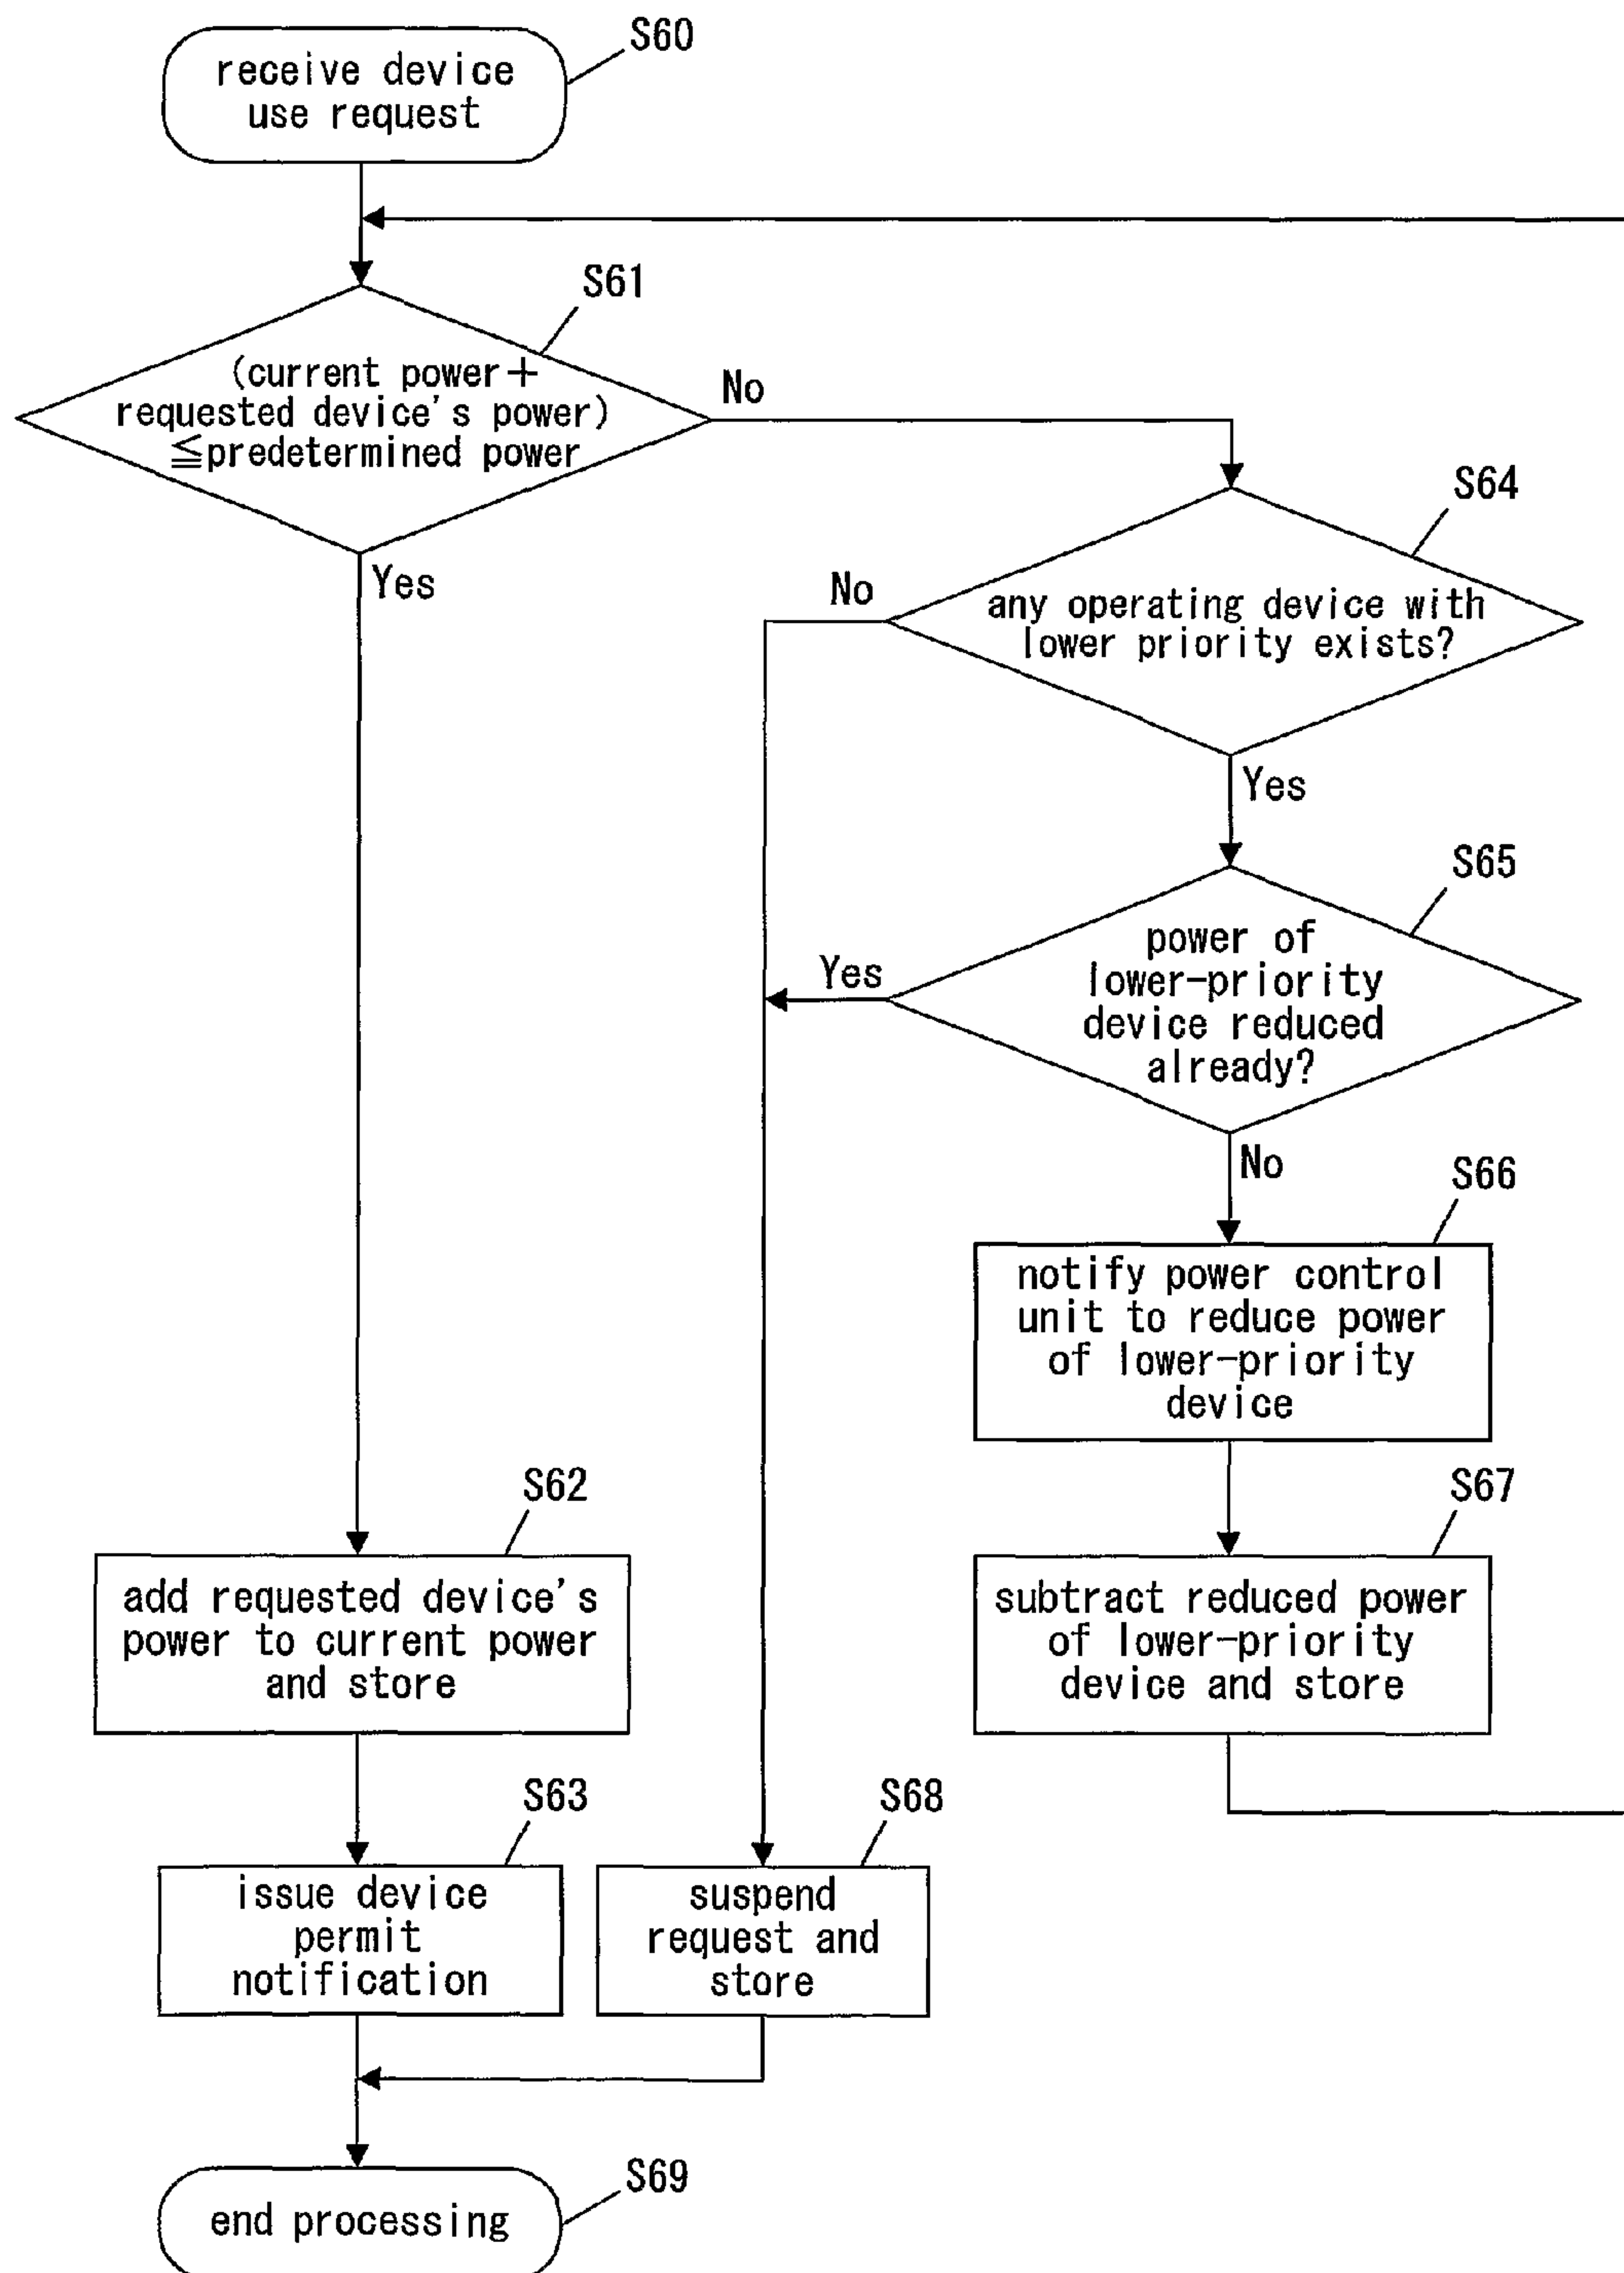 S60
receive device
use request
S61
(current power+
requested device's power)
≦predetermined power
No
Yes
S64
any operating device with
lower priority exists?
No
Yes
S65
power of
lower-priority
device reduced
already?
Yes
No
S66
notify power control
unit to reduce power
of lower-priority
device
S62
add requested device's
power to current power
and store
S67
subtract reduced power
of lower-priority
device and store
S63
issue device
permit
notification
S68
suspend
request and
store
S69
end processing